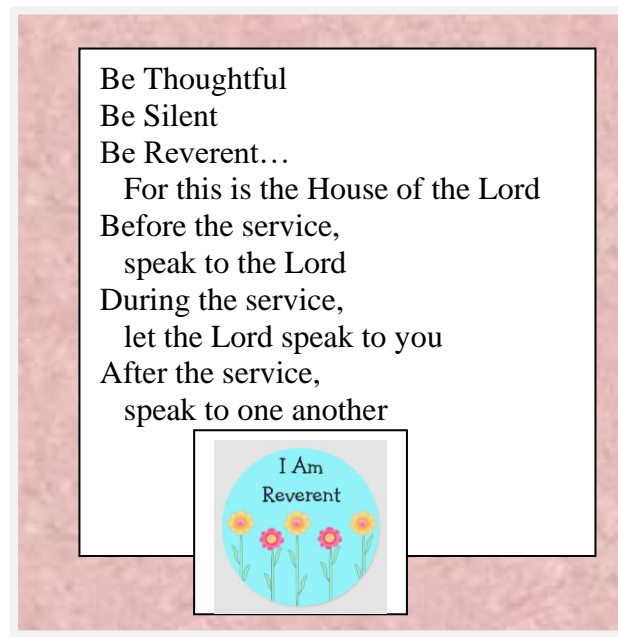 Be Thoughtful
Be Silent
Be Reverent…
For this is the House of the Lord
Before the service,
speak to the Lord
During the service,
let the Lord speak to you
After the service,
speak to one another
I Am
Reverent